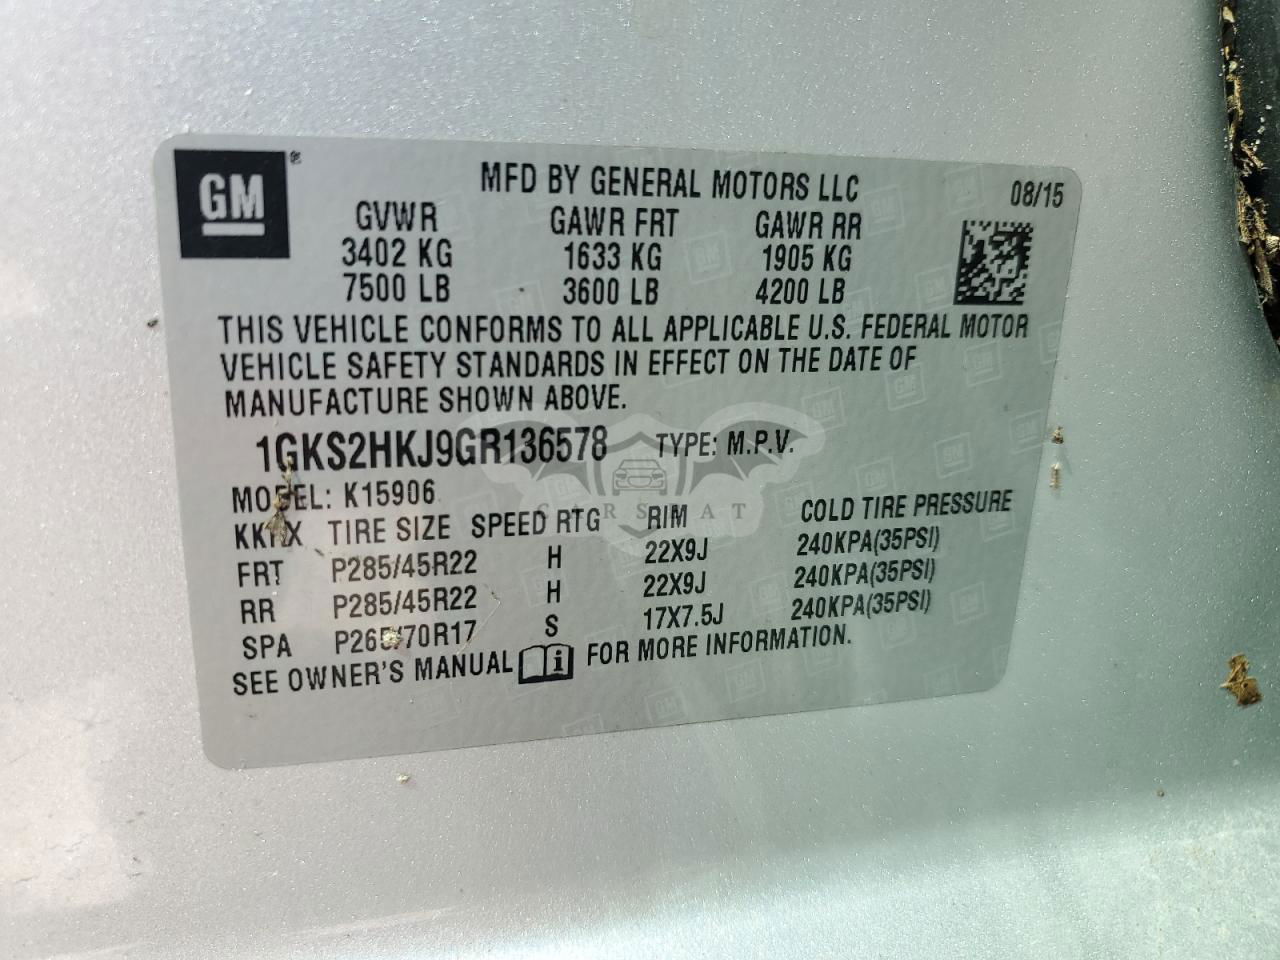 GM ®
MFD BY GENERAL MOTORS LLC 08/15
GVWR GAWR FRT GAWR RR
3402 KG 1633 KG 1905 KG
7500 LB 3600 LB 4200 LB
THIS VEHICLE CONFORMS TO ALL APPLICABLE U.S. FEDERAL MOTOR
VEHICLE SAFETY STANDARDS IN EFFECT ON THE DATE OF
MANUFACTURE SHOWN ABOVE.
1GKS2HKJ9GR136578 TYPE: M.P.V.
MODEL: K15906
TIRE SIZE SPEED RTG RIM COLD TIRE PRESSURE
FRT P285/45R22 H 22X9J 240KPA(35PSI)
RR P285/45R22 H 22X9J 240KPA(35PSI)
SPA P265/70R17 S 17X7.5J 240KPA(35PSI)
SEE OWNER'S MANUAL i FOR MORE INFORMATION.